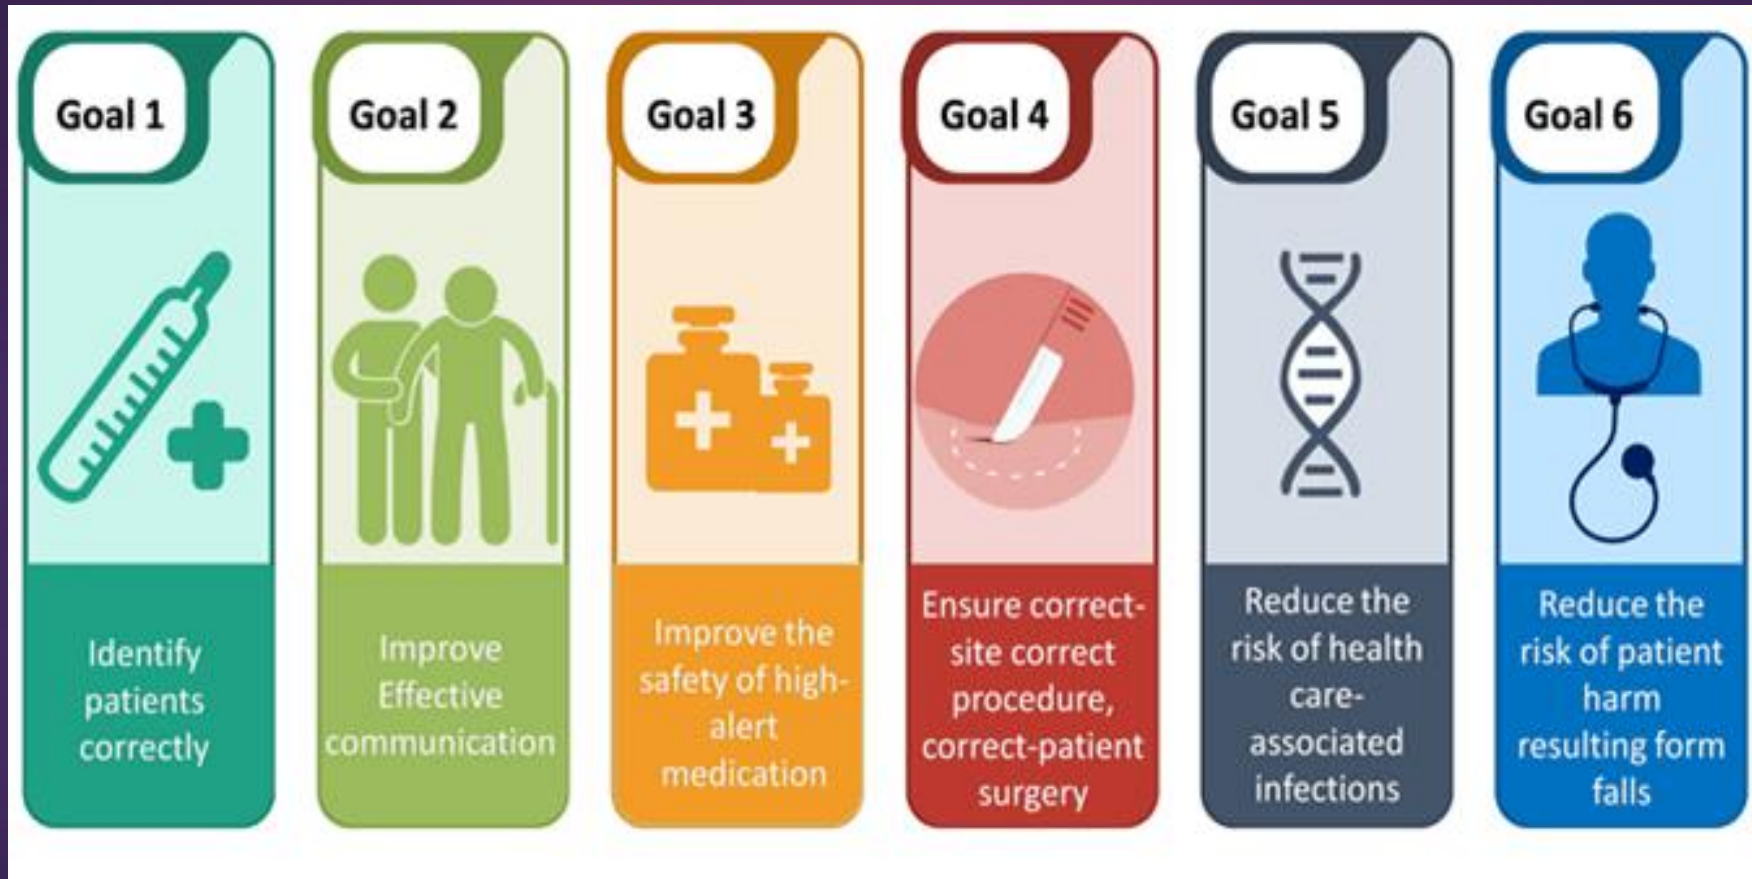 Goal 1
Identify
patients
correctly
Goal 2
Improve
Effective
communication
Goal 3
Improve the
safety of high-
alert
medication
Goal 4
Ensure correct-
site correct
procedure,
correct-patient
surgery
Goal 5
Reduce the
risk of health
care-
associated
infections
Goal 6
Reduce the
risk of patient
harm
resulting form
falls